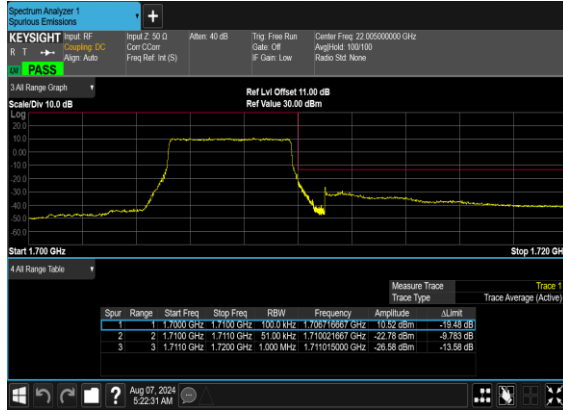 Spectrum Analyzer 1
Spurious Emissions
+
KEYSIGHT Input: RF Input Z: 50 Ω Atten: 40 dB Trig: Free Run Center Freq: 22.005000000 GHz
R T Coupling: DC Corr CCorr Gate: Off Avg|Hold: 100/100
Align: Auto Freq Ref: Int (S) IF Gain: Low Radio Std: None
PASS
3 All Range Graph Ref Lvl Offset 11.00 dB
Scale/Div 10.0 dB Ref Value 30.00 dBm
Log
20.0
10.0
0.00
-10.0
-20.0
-30.0
-40.0
-50.0
-60.0
Start 1.700 GHz Stop 1.720 GH
4 All Range Table
Measure Trace Trace 1
Trace Type Trace Average (Active)
Spur Range Start Freq Stop Freq RBW Frequency Amplitude ΔLimit
1 1 1.7000 GHz 1.7100 GHz 100.0 kHz 1.706716667 GHz 10.52 dBm -19.48 dB
2 2 1.7100 GHz 1.7110 GHz 51.00 kHz 1.710021667 GHz -22.78 dBm -9.783 dB
3 3 1.7110 GHz 1.7200 GHz 1.000 MHz 1.711015000 GHz -26.58 dBm -13.58 dB
? Aug 07, 2024
5:22:31 AM